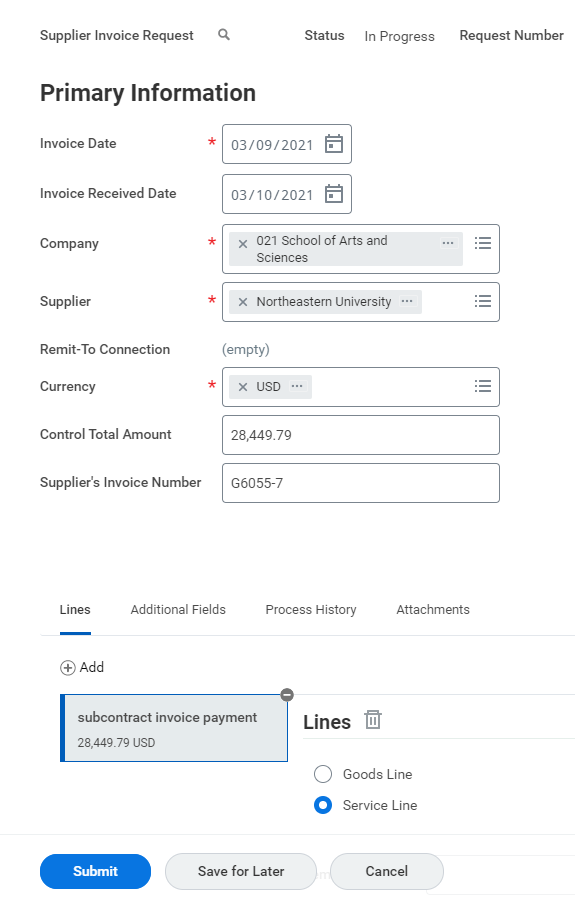 Supplier Invoice Request Status In Progress Request Number
Primary Information
Invoice Date * 03/09/2021
Invoice Received Date 03/10/2021
Company * × 021 School of Arts and ...
Sciences
Supplier * × Northeastern University ...
Remit-To Connection (empty)
Currency * × USD ...
Control Total Amount 28,449.79
Supplier's Invoice Number G6055-7
Lines Additional Fields Process History Attachments
Add
subcontract invoice payment
28,449.79 USD
Lines
Goods Line
Service Line
Submit Save for Later Cancel